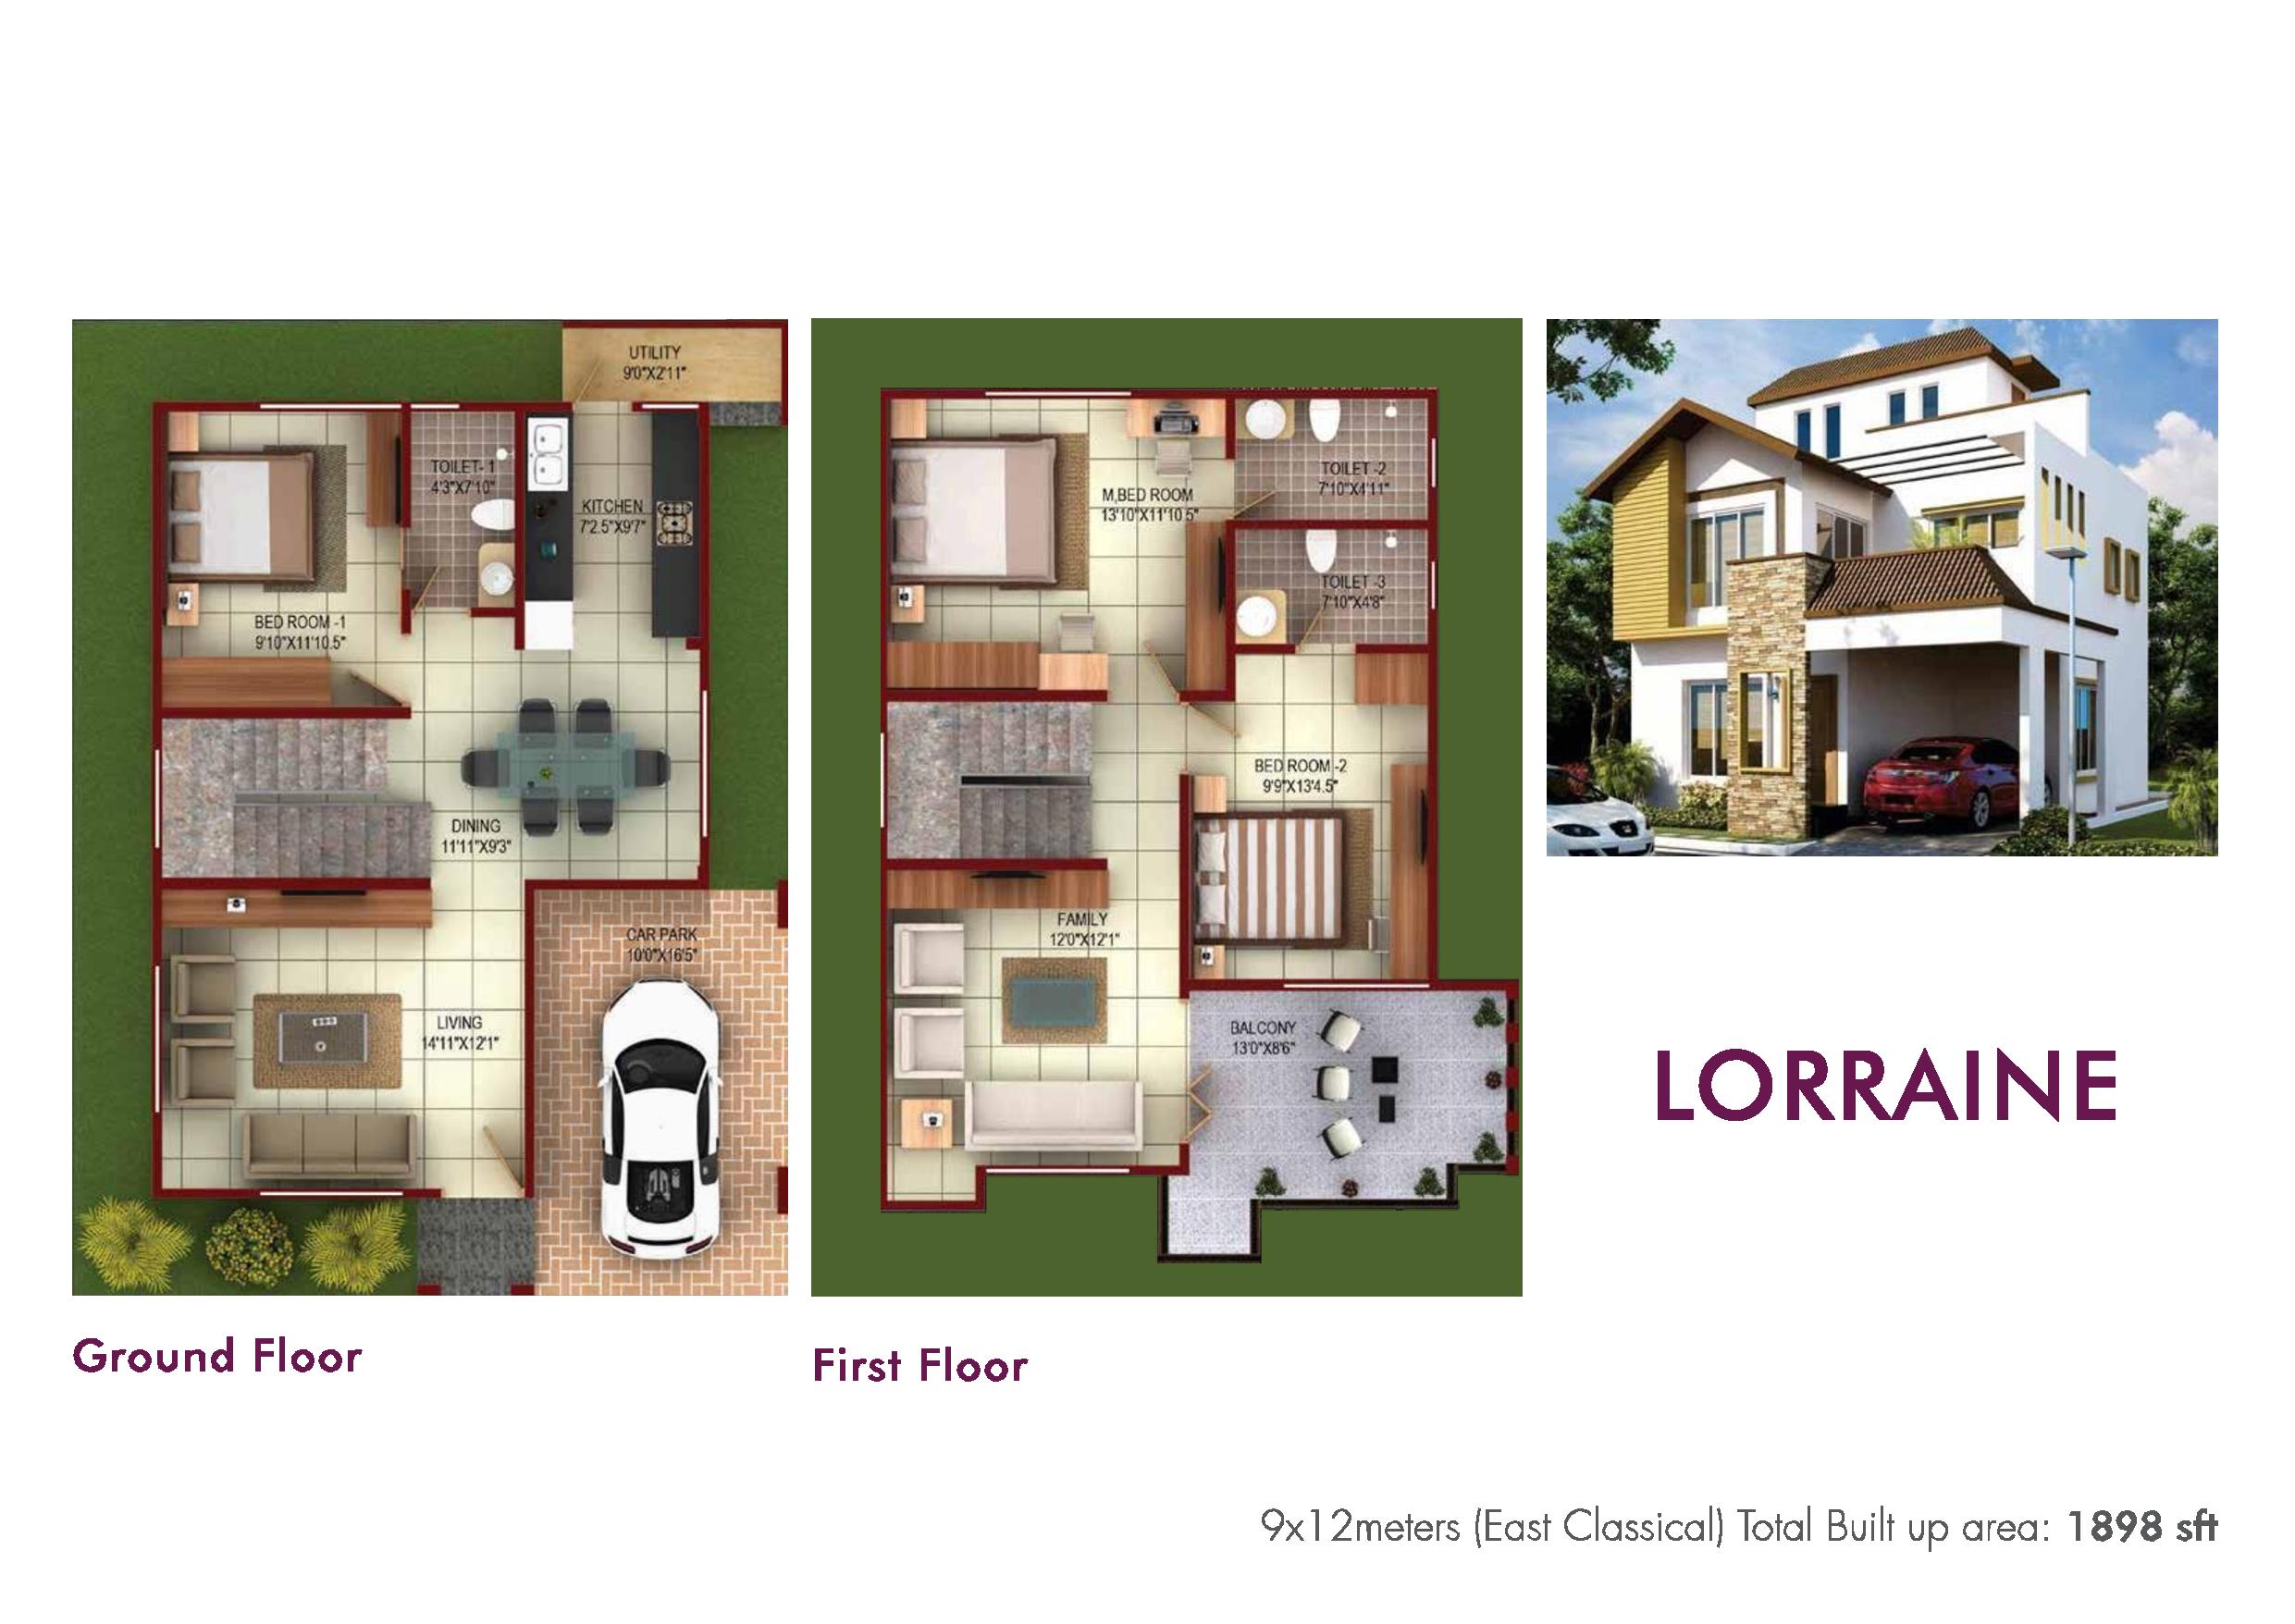 UTILITY
9'0"X2'11"
TOILET- 1
4'3"X7'10"
KITCHEN
7'2.5"X9'7"
BED ROOM -1
9'10"X11'10.5"
DINING
11'11"X9'3"
CAR PARK
10'0"X16'5"
LIVING
14'11"X12'1"
Ground Floor
TOILET -2
7'10"X4'11"
M,BED ROOM
13'10"X11'10.5"
TOILET -3
7'10"X4'8"
BED ROOM -2
9'9"X13'4.5"
FAMILY
12'0"X12'1"
BALCONY
13'0"X8'6"
First Floor
LORRAINE
9x12meters (East Classical) Total Built up area: 1898 sft